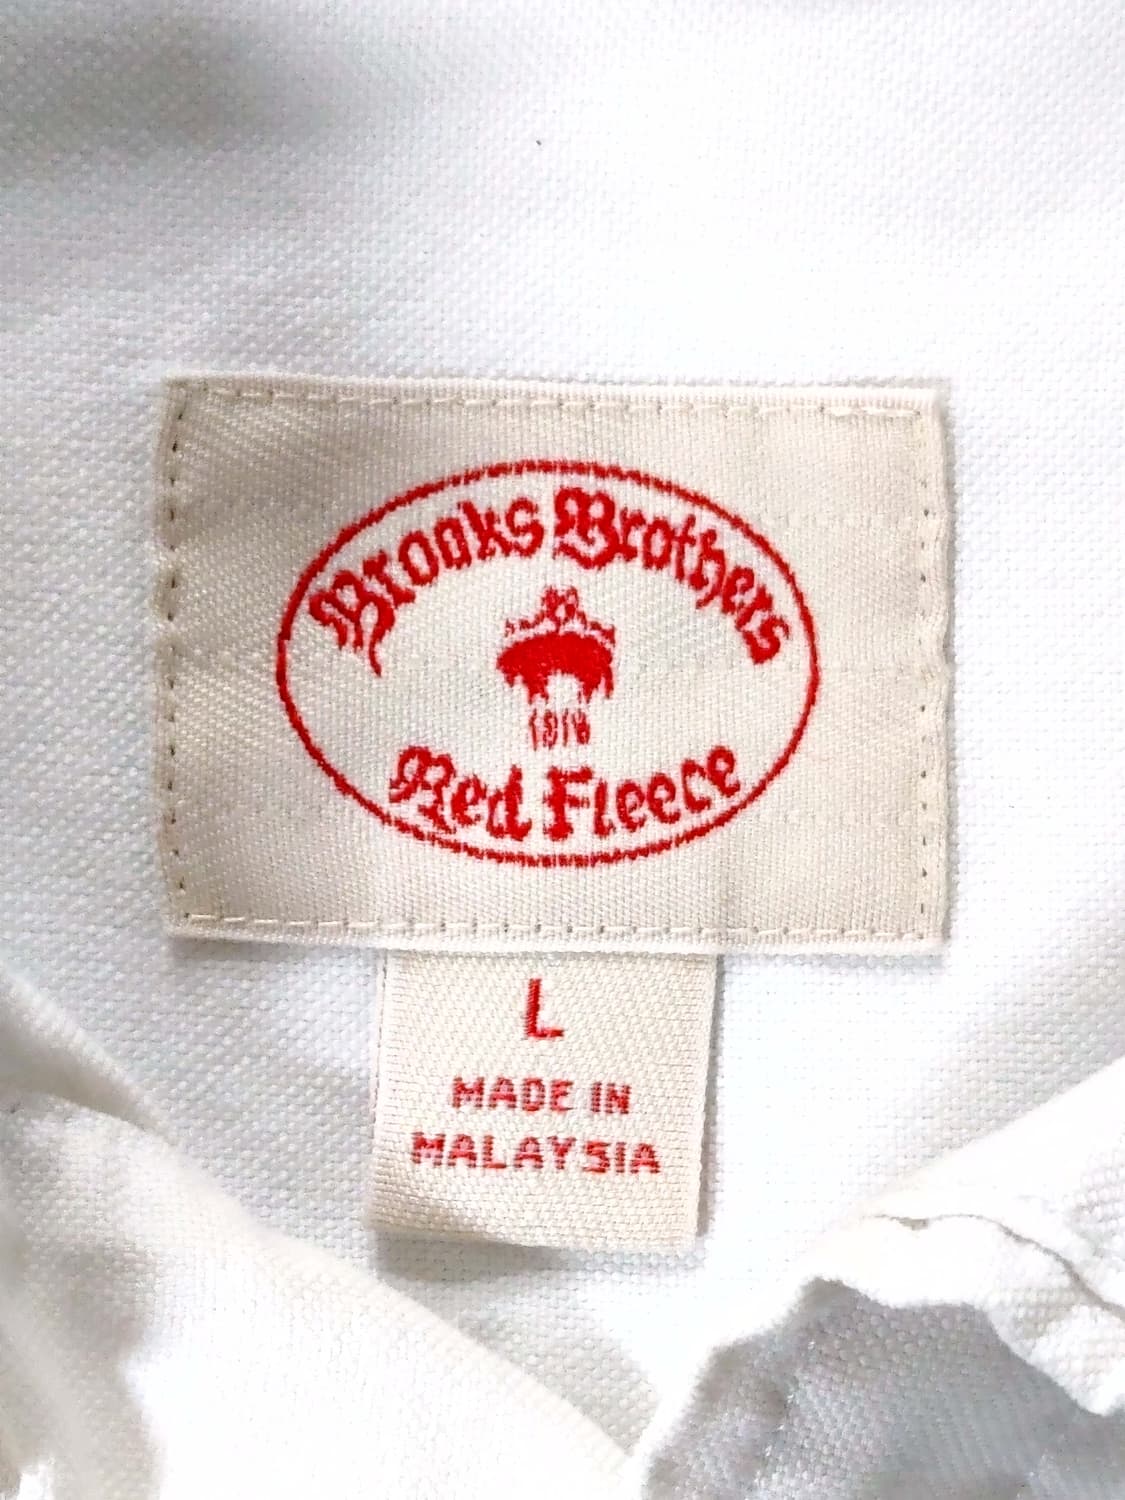 Brooks Brothers
1818
Red Fleece
L
MADE IN
MALAYSIA